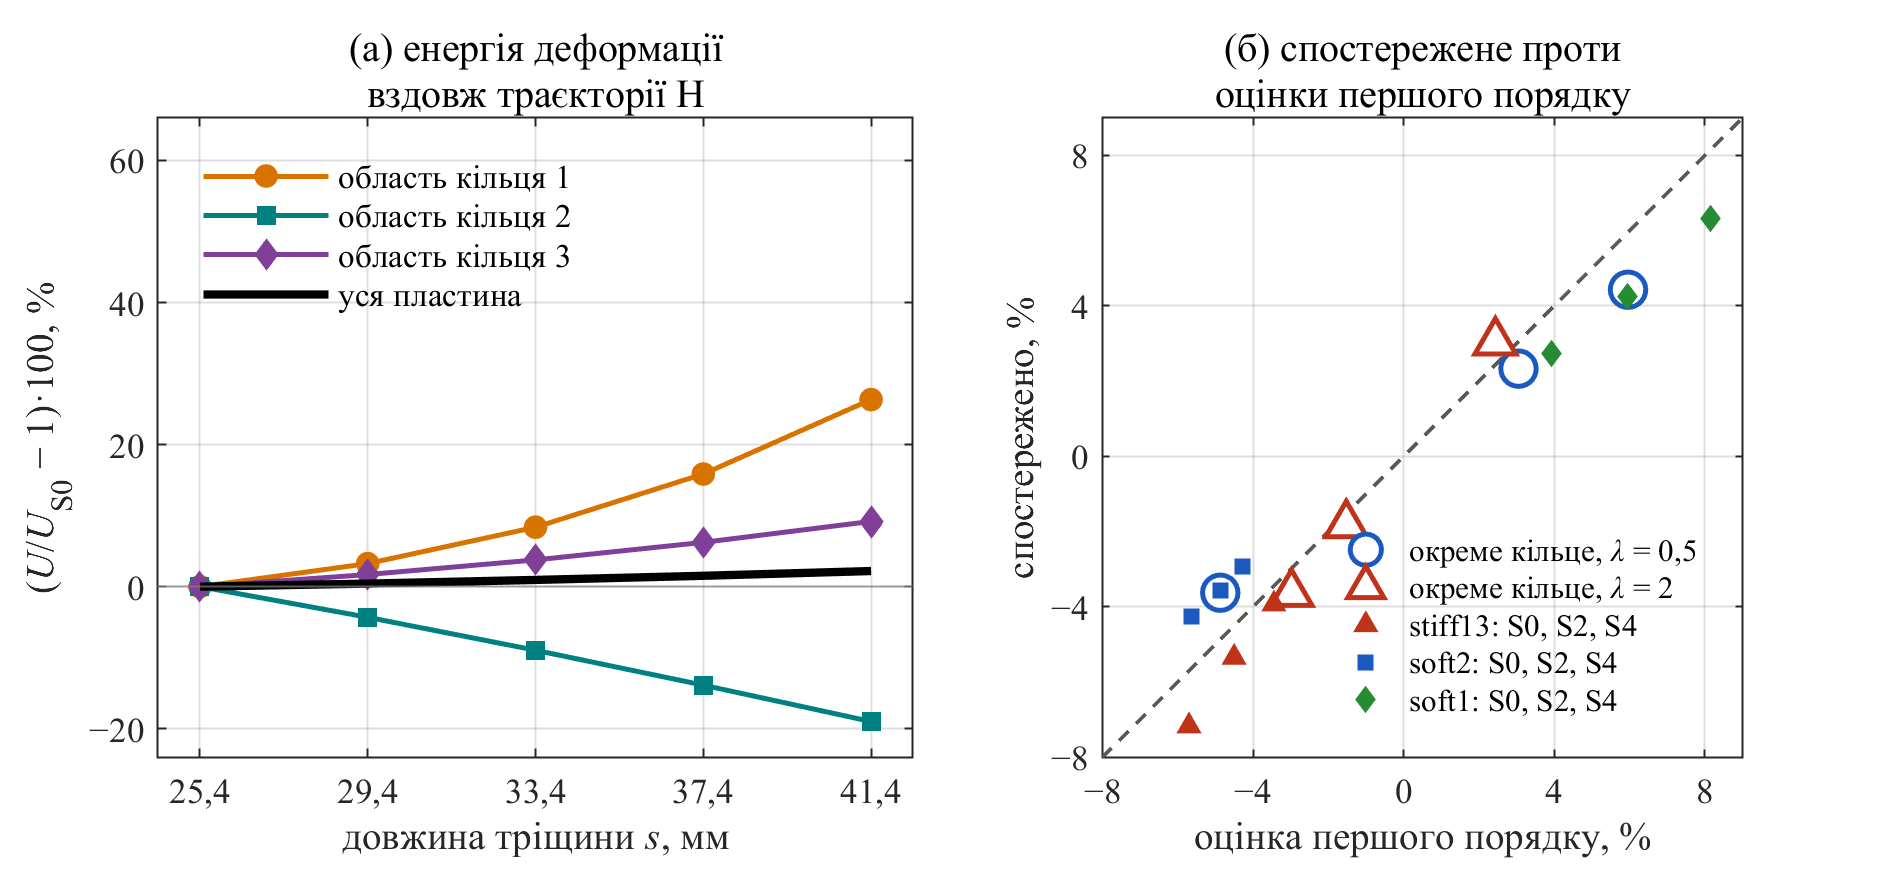 (а) енергія деформації
вздовж траєкторії H
(U/U_S0 − 1)·100, %
60
40
20
0
−20
область кільця 1
область кільця 2
область кільця 3
уся пластина
25,4
29,4
33,4
37,4
41,4
довжина тріщини s, мм
(б) спостережене проти
оцінки першого порядку
спостережено, %
8
4
0
−4
−8
окреме кільце, λ = 0,5
окреме кільце, λ = 2
stiff13: S0, S2, S4
soft2: S0, S2, S4
soft1: S0, S2, S4
−8
−4
0
4
8
оцінка першого порядку, %